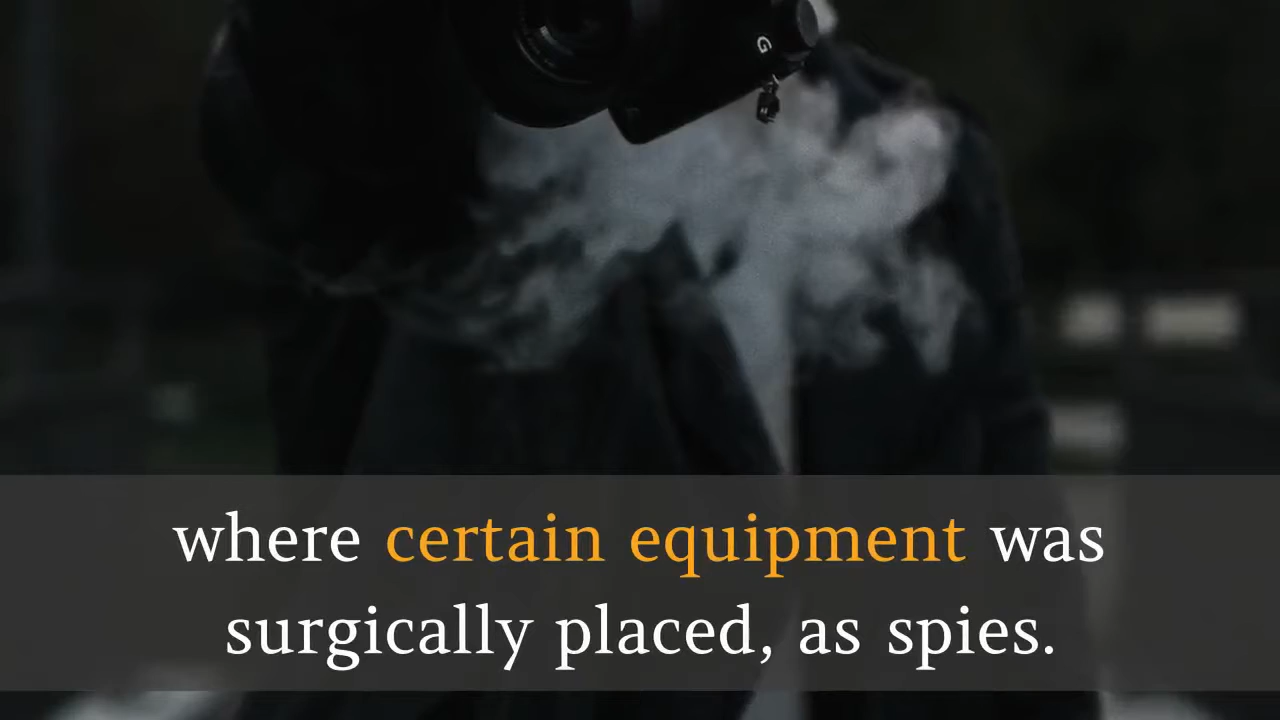 G
where certain equipment was
surgically placed, as spies.